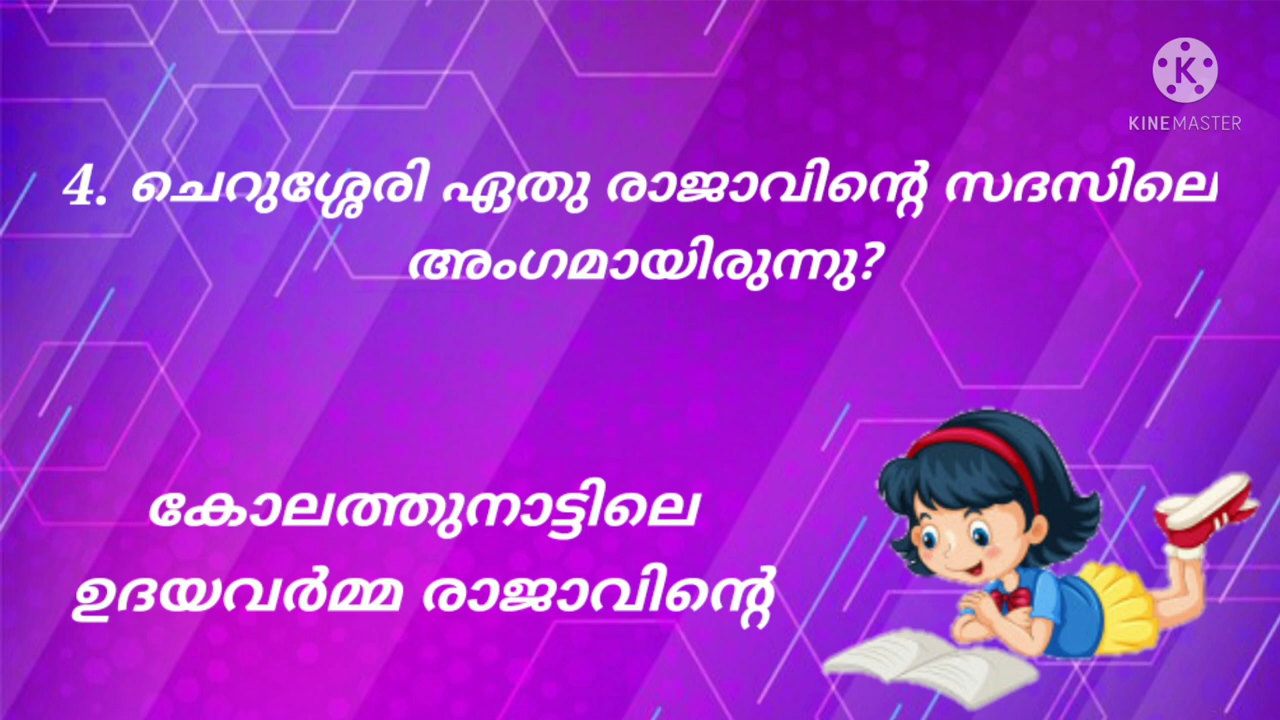 K
KINEMASTER
4. ചെറുശ്ശേരി ഏതു രാജാവിന്റെ സദസിലെ
അംഗമായിരുന്നു?
കോലത്തുനാട്ടിലെ
ഉദയവർമ്മ രാജാവിന്റെ